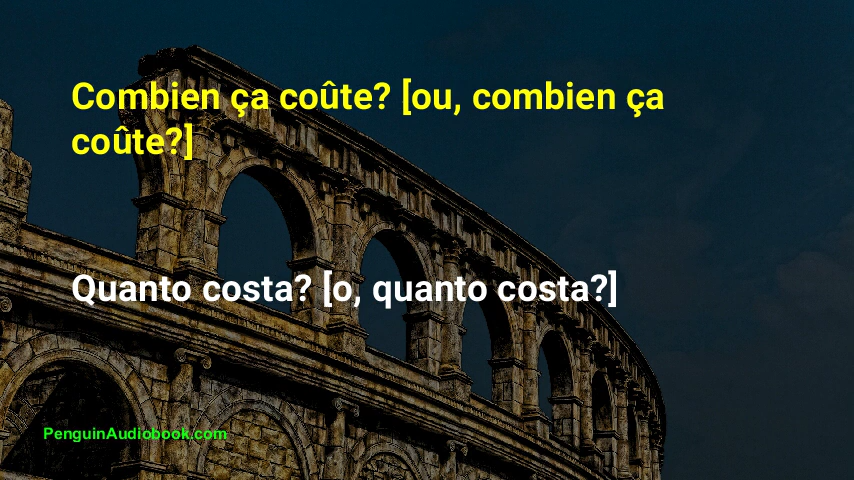 Combien ça coûte? [ou, combien ça
coûte?]
Quanto costa? [o, quanto costa?]
PenguinAudiobook.com